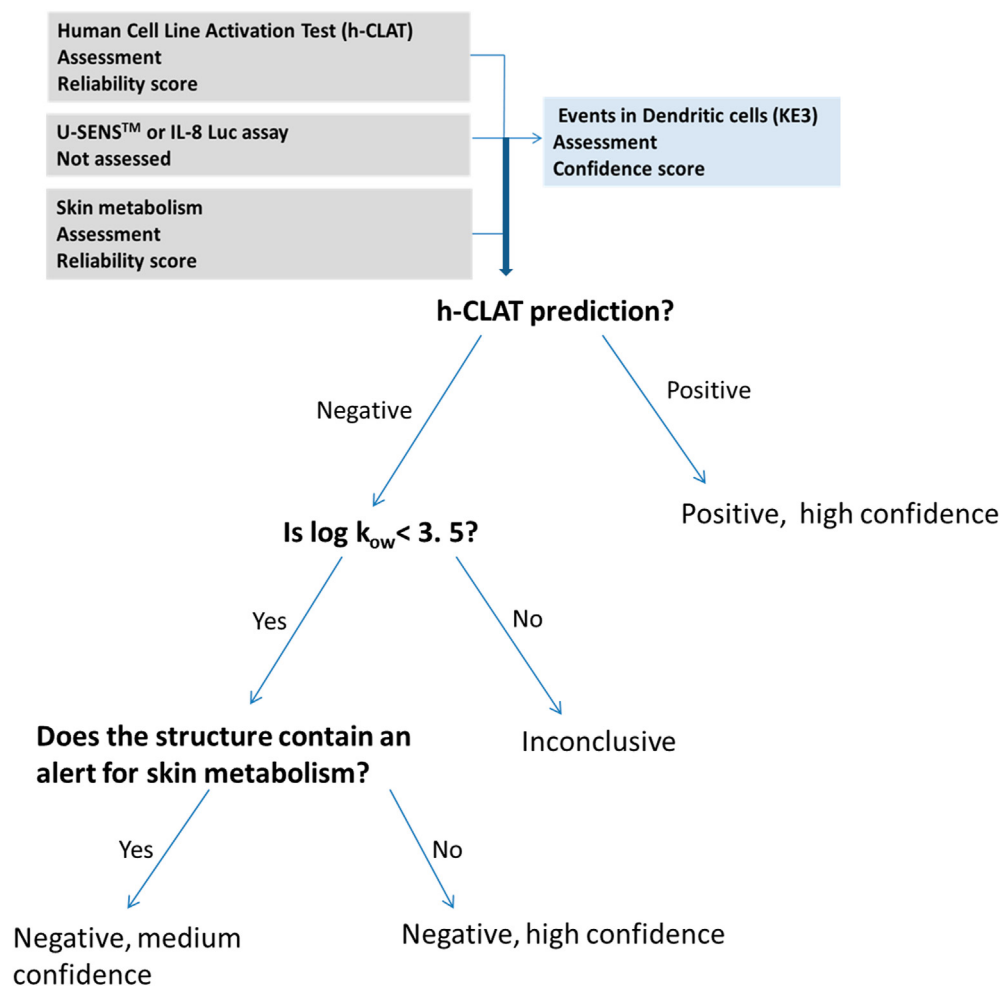 Human Cell Line Activation Test (h-CLAT)
Assessment
Reliability score
U-SENS™ or IL-8 Luc assay
Not assessed
Skin metabolism
Assessment
Reliability score
Events in Dendritic cells (KE3)
Assessment
Confidence score
h-CLAT prediction?
Negative
Positive
Positive, high confidence
Is log kow< 3. 5?
Yes
No
Does the structure contain an
alert for skin metabolism?
Inconclusive
Yes
No
Negative, medium
confidence
Negative, high confidence